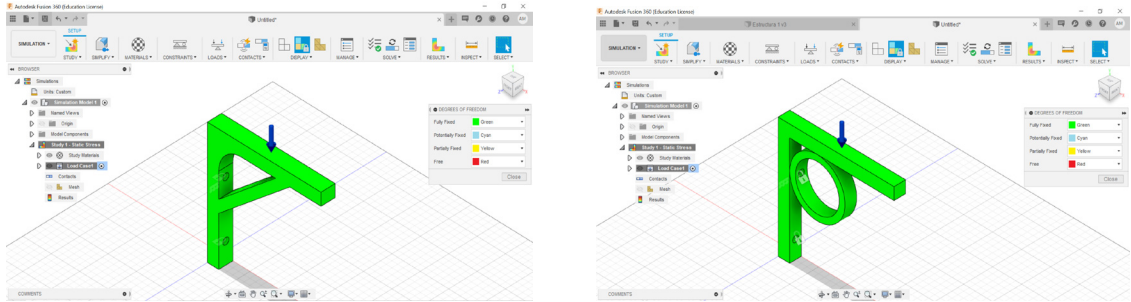 Autodesk Fusion 360 (Education License)
Untitled*
AM
SETUP
SIMULATION
STUDY SIMPLIFY MATERIALS CONSTRAINTS LOADS CONTACTS DISPLAY MANAGE SOLVE RESULTS INSPECT SELECT
BROWSER
Simulations
Units: Custom
Simulation Model 1
Named Views
Origin
Model Components
Study 1 - Static Stress
Study Materials
Load Case1
Contacts
Mesh
Results
DEGREES OF FREEDOM
Fully Fixed Green
Potentially Fixed Cyan
Partially Fixed Yellow
Free Red
Close
COMMENTS
Autodesk Fusion 360 (Education License)
Untitled*
AM
SETUP
SIMULATION
STUDY SIMPLIFY MATERIALS CONSTRAINTS LOADS CONTACTS DISPLAY MANAGE SOLVE RESULTS INSPECT SELECT
BROWSER
Simulations
Units: Custom
Simulation Model 1
Named Views
Origin
Model Components
Study 1 - Static Stress
Study Materials
Load Case1
Contacts
Mesh
Results
DEGREES OF FREEDOM
Fully Fixed Green
Potentially Fixed Cyan
Partially Fixed Yellow
Free Red
Close
COMMENTS